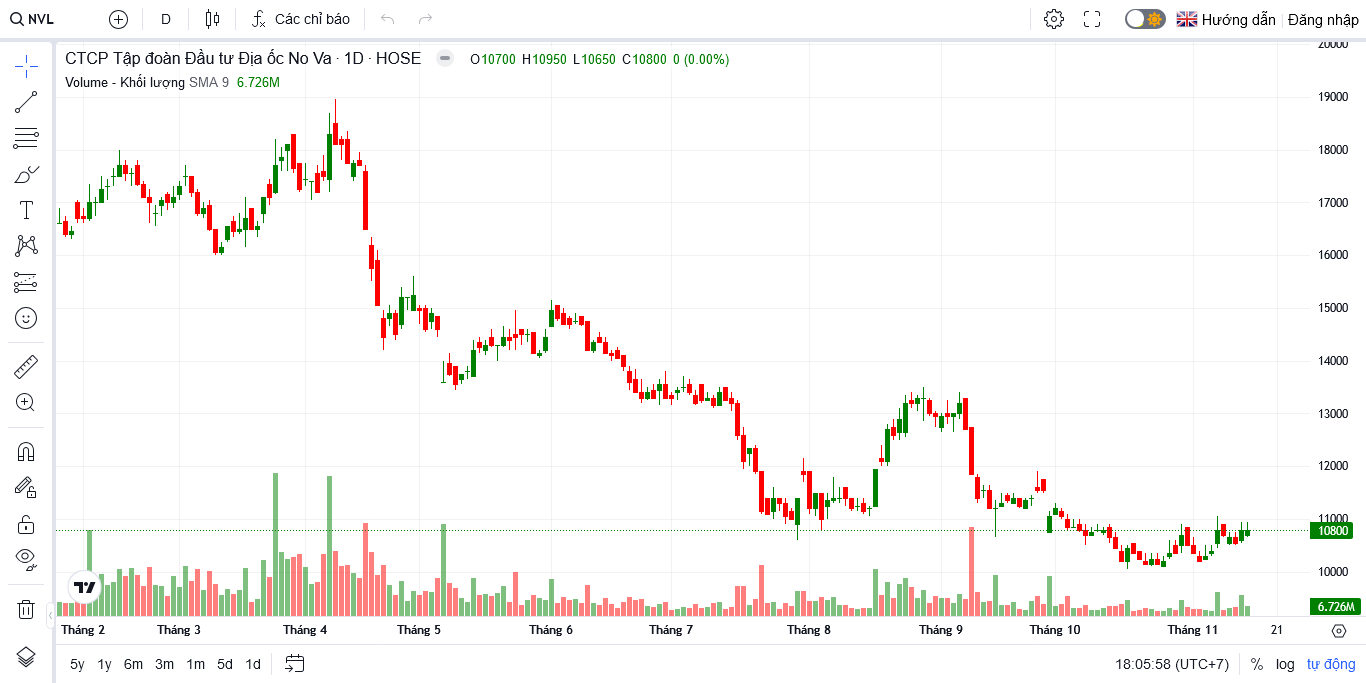 NVL D Các chỉ báo Hướng dẫn Đăng nhập
CTCP Tập đoàn Đầu tư Địa ốc No Va · 1D · HOSE O10700 H10950 L10650 C10800 0 (0.00%)
Volume - Khối lượng SMA 9 6.726M
20000
19000
18000
17000
16000
15000
14000
13000
12000
11000
10800
10000
6.726M
Tháng 2 Tháng 3 Tháng 4 Tháng 5 Tháng 6 Tháng 7 Tháng 8 Tháng 9 Tháng 10 Tháng 11 21
5y 1y 6m 3m 1m 5d 1d 18:05:58 (UTC+7) % log tự động